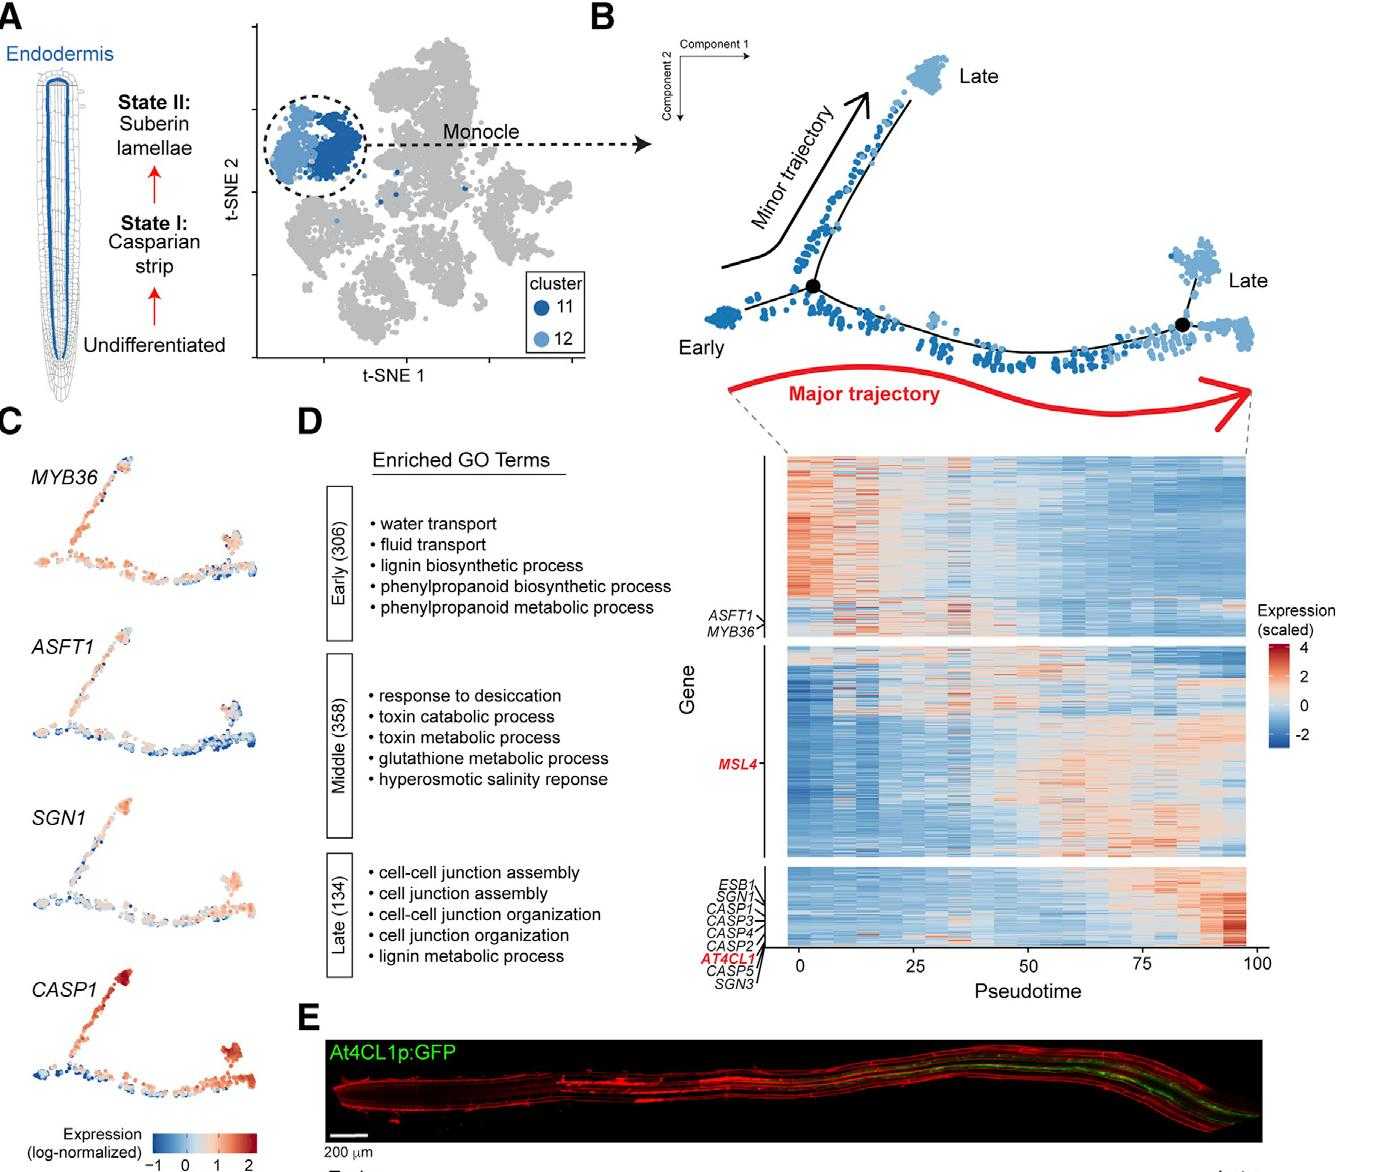 A
Endodermis
State II:
Suberin
lamellae
State I:
Casparian
strip
Undifferentiated
t-SNE 2
t-SNE 1
Monocle
cluster
11
12
B
Component 1
Component 2
Late
Minor trajectory
Early
Late
Major trajectory
C
MYB36
ASFT1
SGN1
CASP1
Expression
(log-normalized)
−1 0 1 2
D
Enriched GO Terms
Early (306)
• water transport
• fluid transport
• lignin biosynthetic process
• phenylpropanoid biosynthetic process
• phenylpropanoid metabolic process
Middle (358)
• response to desiccation
• toxin catabolic process
• toxin metabolic process
• glutathione metabolic process
• hyperosmotic salinity reponse
Late (134)
• cell-cell junction assembly
• cell junction assembly
• cell-cell junction organization
• cell junction organization
• lignin metabolic process
Gene
ASFT1
MYB36
MSL4
ESB1
SGN1
CASP1
CASP3
CASP4
CASP2
AT4CL1
CASP5
SGN3
0 25 50 75 100
Pseudotime
Expression
(scaled)
4
2
0
-2
E
At4CL1p:GFP
200 µm